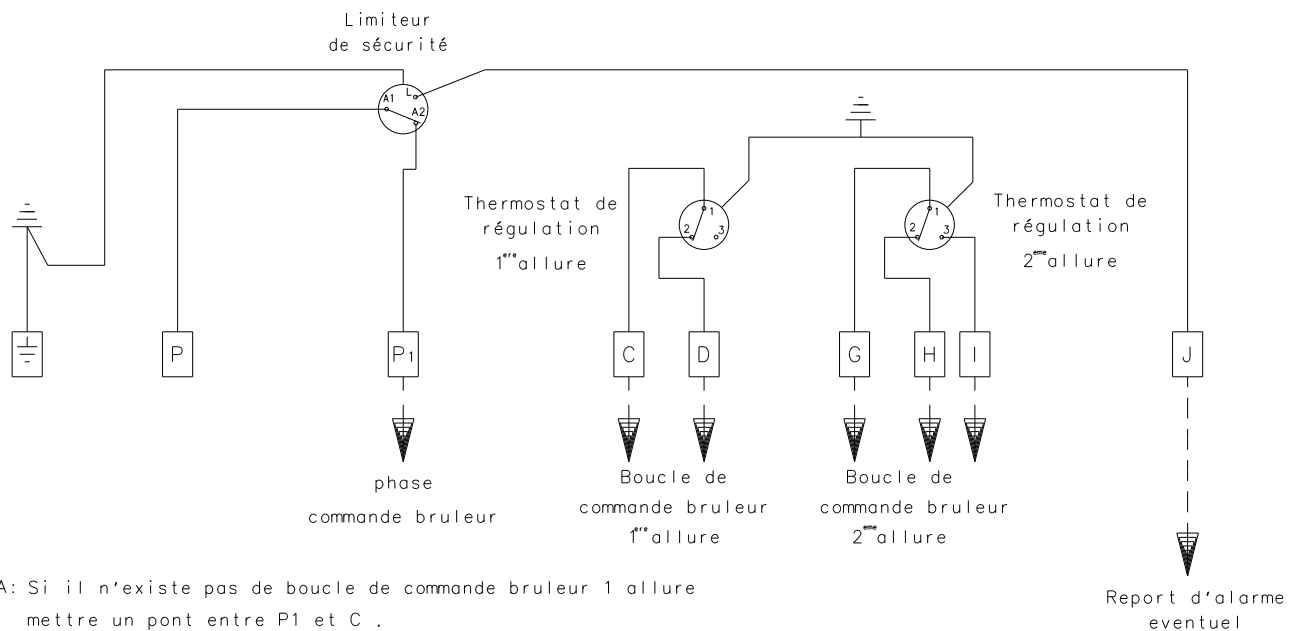 Limiteur
de sécurité
A1
L
A2
Thermostat de
régulation
1ere allure
1
2
3
Thermostat de
régulation
2eme allure
1
2
3
P
P1
C
D
G
H
I
J
phase
commande bruleur
Boucle de
commande bruleur
1ere allure
Boucle de
commande bruleur
2eme allure
A: Si il n'existe pas de boucle de commande bruleur 1 allure
mettre un pont entre P1 et C .
Report d'alarme
eventuel